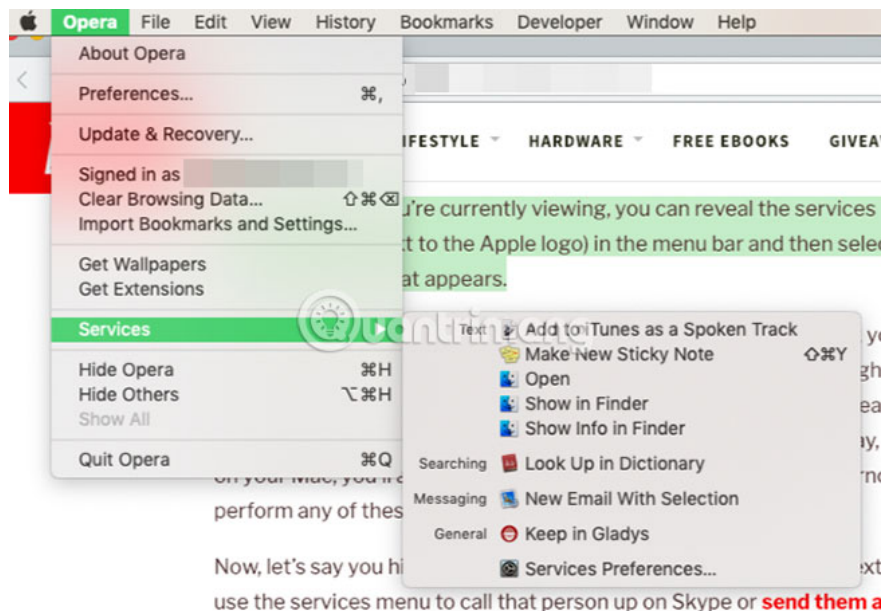 Opera File Edit View History Bookmarks Developer Window Help
About Opera
Preferences... ⌘,
Update & Recovery...
Signed in as
Clear Browsing Data... ⇧⌘⌫
Import Bookmarks and Settings...
Get Wallpapers
Get Extensions
Services ▶
Hide Opera ⌘H
Hide Others ⌥⌘H
Show All
Quit Opera ⌘Q
Text Add to iTunes as a Spoken Track
Make New Sticky Note ⇧⌘Y
Open
Show in Finder
Show Info in Finder
Searching Look Up in Dictionary
Messaging New Email With Selection
General Keep in Gladys
Services Preferences...
IFESTYLE HARDWARE FREE EBOOKS GIVEA
u're currently viewing, you can reveal the services
t to the Apple logo) in the menu bar and then selec
at appears.
on your Mac, you'll a
perform any of thes
Now, let's say you hi
use the services menu to call that person up on Skype or send them a
Quantrimang